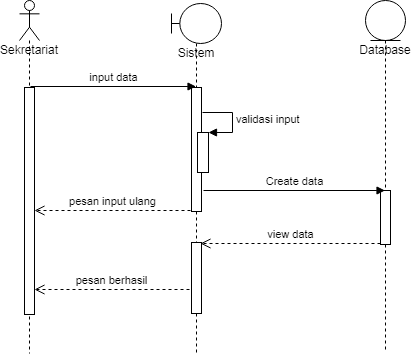 Sekretariat
Sistem
Database
input data
validasi input
Create data
pesan input ulang
view data
pesan berhasil